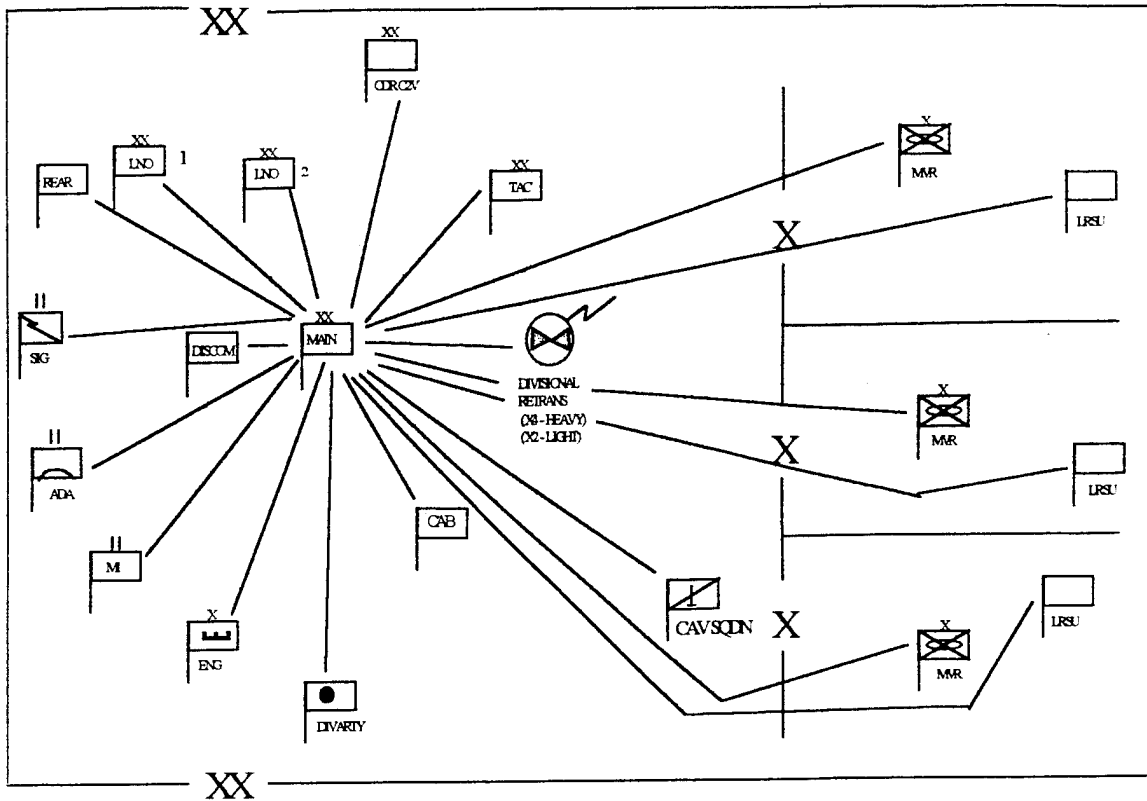 XX
XX
CDR C2V
XX
LNO 1
XX
LNO 2
REAR
XX
TAC
X
MVR
LRSU
X
II
SIG
DISCOM
XX
MAIN
DIVISIONAL
RETRANS
(X4-HEAVY)
(X2-LIGHT)
X
MVR
X
LRSU
II
ADA
CAB
II
MI
X
ENG
CAV SQDN
X
LRSU
X
MVR
DIVARTY
XX